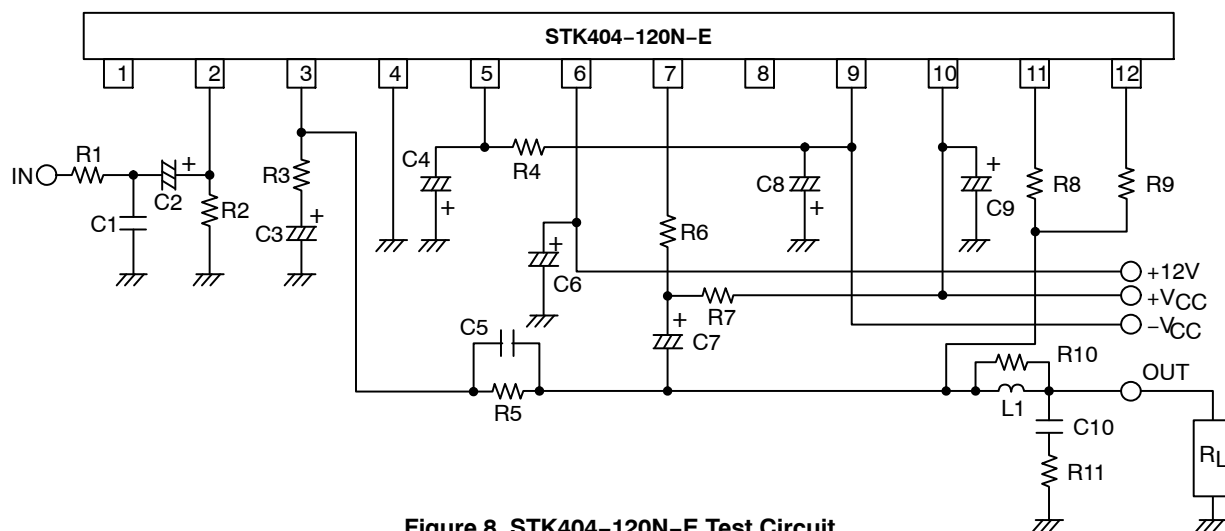 STK404−120N−E
1 2 3 4 5 6 7 8 9 10 11 12
IN R1 C2 + R2 C1
R3 C3 +
C4 + R4
C6 +
C8 + C9 +
R8 R9
R6
R7
C7 +
+12V
+VCC
−VCC
C5
R5
R10
L1
OUT
C10
R11
RL
Figure 8. STK404−120N−E Test Circuit